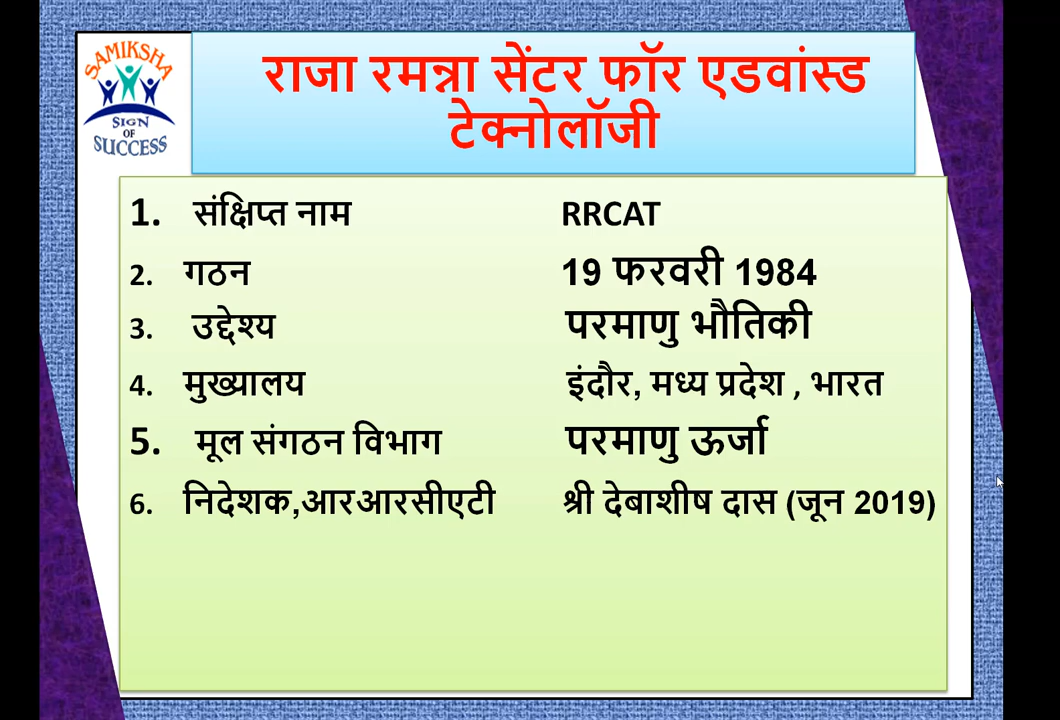 SAMIKSHA
SIGN
OF
SUCCESS
राजा रमन्ना सेंटर फॉर एडवांस्ड
टेक्नोलॉजी
1. संक्षिप्त नाम RRCAT
2. गठन 19 फरवरी 1984
3. उद्देश्य परमाणु भौतिकी
4. मुख्यालय इंदौर, मध्य प्रदेश , भारत
5. मूल संगठन विभाग परमाणु ऊर्जा
6. निदेशक,आरआरसीएटी श्री देबाशीष दास (जून 2019)